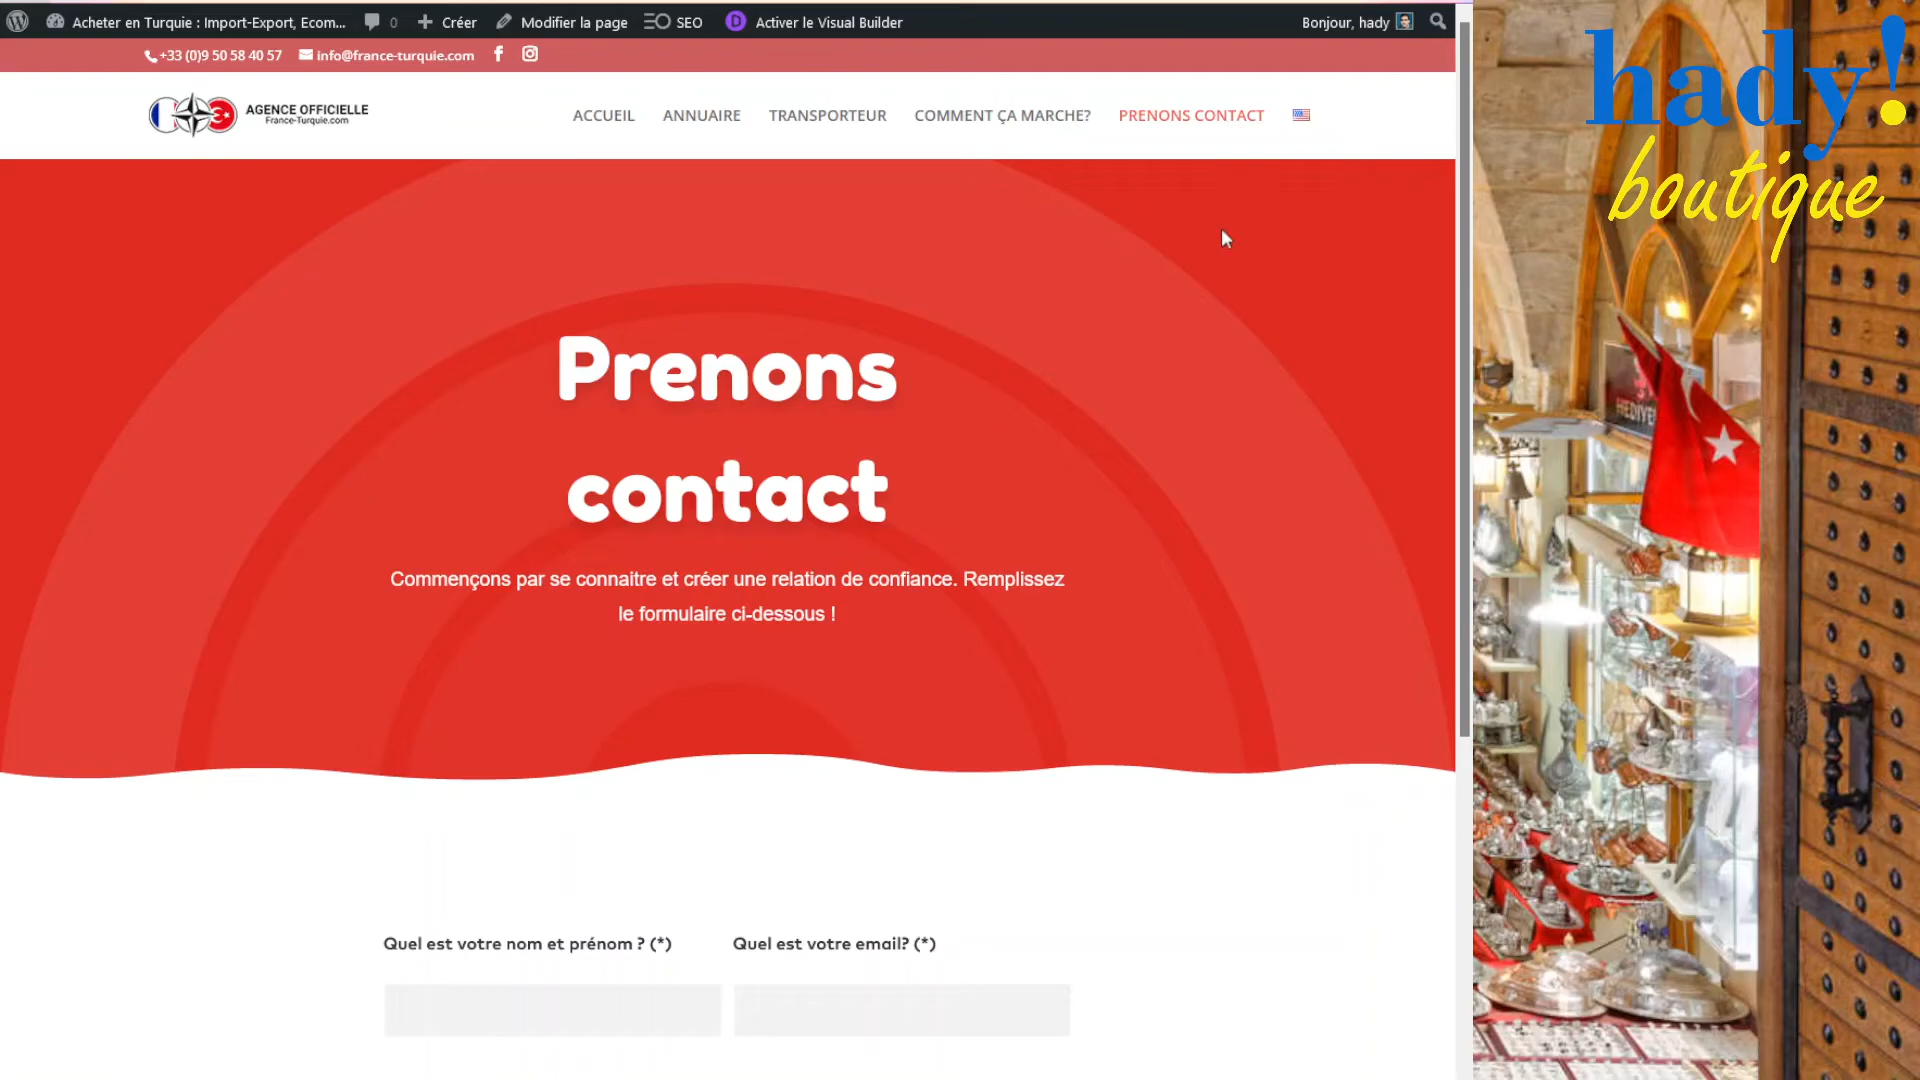 Acheter en Turquie : Import-Export, Ecom... 0 Créer Modifier la page SEO D Activer le Visual Builder Bonjour, hady
+33 (0)9 50 58 40 57 info@france-turquie.com
AGENCE OFFICIELLE
France-Turquie.com
ACCUEIL ANNUAIRE TRANSPORTEUR COMMENT ÇA MARCHE? PRENONS CONTACT
Prenons
contact
Commençons par se connaitre et créer une relation de confiance. Remplissez
le formulaire ci-dessous !
Quel est votre nom et prénom ? (*) Quel est votre email? (*)
hady!
boutique